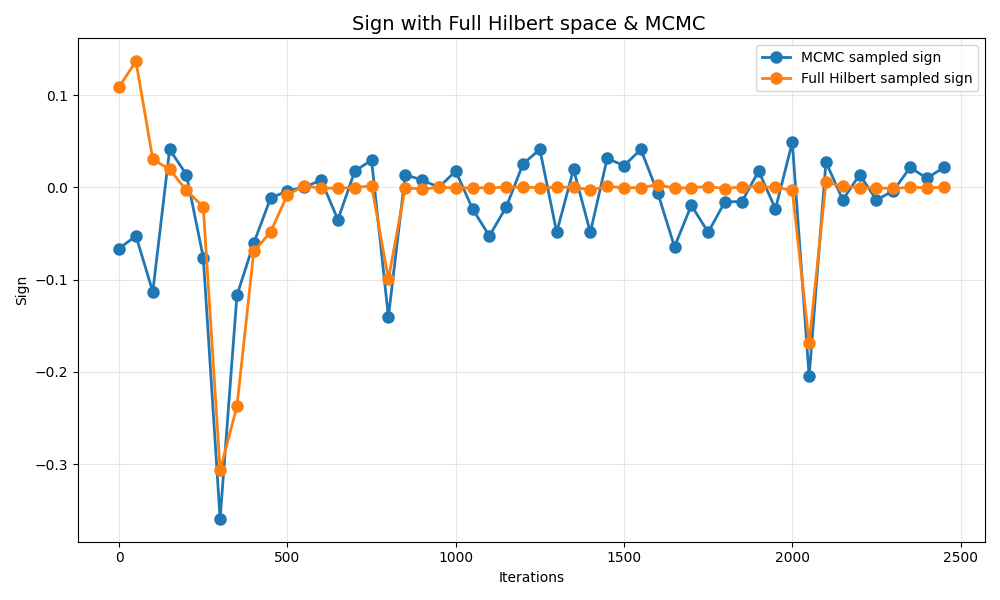 Sign with Full Hilbert space & MCMC
MCMC sampled sign
Full Hilbert sampled sign
Sign
0.1
0.0
−0.1
−0.2
−0.3
0
500
1000
1500
2000
2500
Iterations